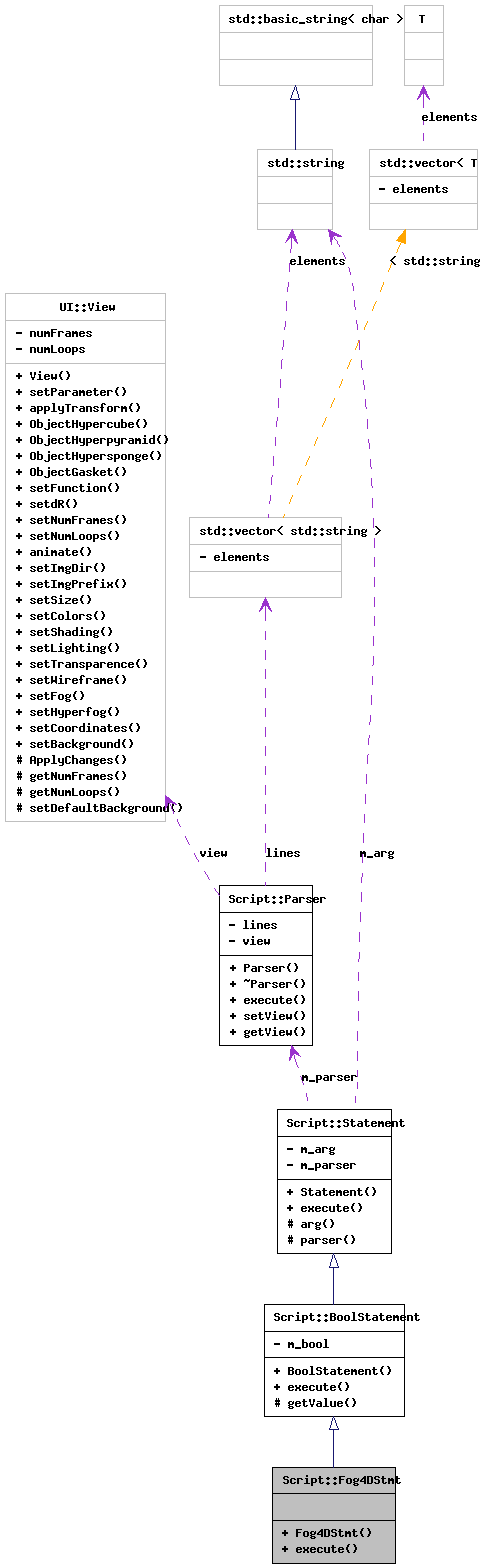 std::basic_string< char >
T
elements
std::string
std::vector< T
- elements
elements
< std::string
UI::View
- numFrames
- numLoops
+ View()
+ setParameter()
+ applyTransform()
+ ObjectHypercube()
+ ObjectHyperpyramid()
+ ObjectHypersponge()
+ ObjectGasket()
+ setFunction()
+ setdR()
+ setNumFrames()
+ setNumLoops()
+ animate()
+ setImgDir()
+ setImgPrefix()
+ setSize()
+ setColors()
+ setShading()
+ setLighting()
+ setTransparence()
+ setWireframe()
+ setFog()
+ setHyperfog()
+ setCoordinates()
+ setBackground()
# ApplyChanges()
# getNumFrames()
# getNumLoops()
# setDefaultBackground()
std::vector< std::string >
- elements
view
lines
m_arg
Script::Parser
- lines
- view
+ Parser()
+ ~Parser()
+ execute()
+ setView()
+ getView()
m_parser
Script::Statement
- m_arg
- m_parser
+ Statement()
+ execute()
# arg()
# parser()
Script::BoolStatement
- m_bool
+ BoolStatement()
+ execute()
# getValue()
Script::Fog4DStmt
+ Fog4DStmt()
+ execute()